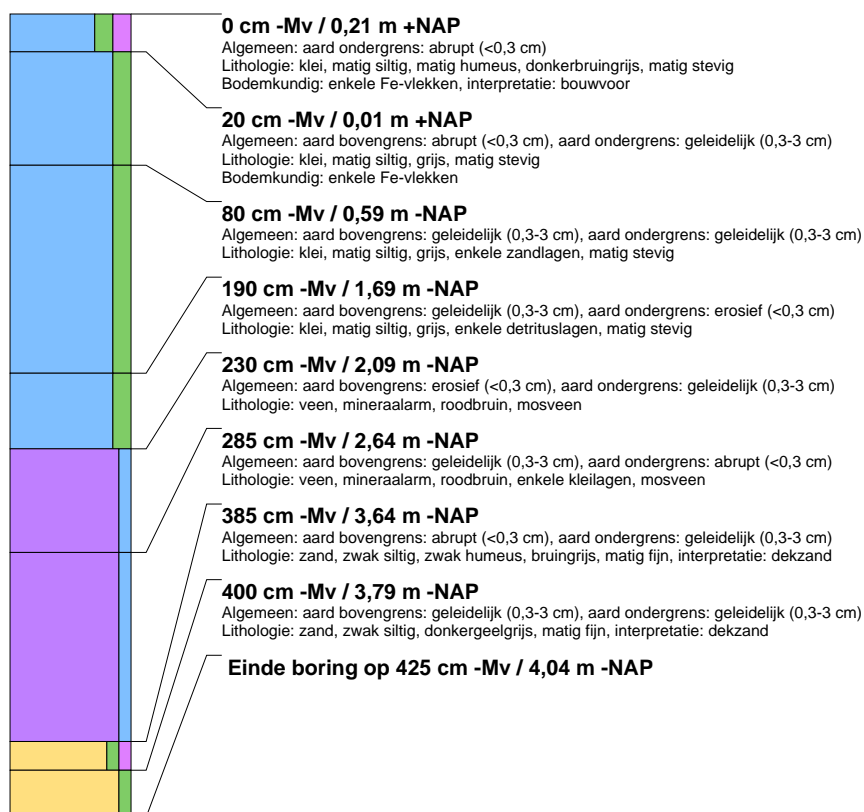 0 cm -Mv / 0,21 m +NAP
Algemeen: aard ondergrens: abrupt (<0,3 cm)
Lithologie: klei, matig siltig, matig humeus, donkerbruingrijs, matig stevig
Bodemkundig: enkele Fe-vlekken, interpretatie: bouwvoor
20 cm -Mv / 0,01 m +NAP
Algemeen: aard bovengrens: abrupt (<0,3 cm), aard ondergrens: geleidelijk (0,3-3 cm)
Lithologie: klei, matig siltig, grijs, matig stevig
Bodemkundig: enkele Fe-vlekken
80 cm -Mv / 0,59 m -NAP
Algemeen: aard bovengrens: geleidelijk (0,3-3 cm), aard ondergrens: geleidelijk (0,3-3 cm)
Lithologie: klei, matig siltig, grijs, enkele zandlagen, matig stevig
190 cm -Mv / 1,69 m -NAP
Algemeen: aard bovengrens: geleidelijk (0,3-3 cm), aard ondergrens: erosief (<0,3 cm)
Lithologie: klei, matig siltig, grijs, enkele detrituslagen, matig stevig
230 cm -Mv / 2,09 m -NAP
Algemeen: aard bovengrens: erosief (<0,3 cm), aard ondergrens: geleidelijk (0,3-3 cm)
Lithologie: veen, mineraalarm, roodbruin, mosveen
285 cm -Mv / 2,64 m -NAP
Algemeen: aard bovengrens: geleidelijk (0,3-3 cm), aard ondergrens: abrupt (<0,3 cm)
Lithologie: veen, mineraalarm, roodbruin, enkele kleilagen, mosveen
385 cm -Mv / 3,64 m -NAP
Algemeen: aard bovengrens: abrupt (<0,3 cm), aard ondergrens: geleidelijk (0,3-3 cm)
Lithologie: zand, zwak siltig, zwak humeus, bruingrijs, matig fijn, interpretatie: dekzand
400 cm -Mv / 3,79 m -NAP
Algemeen: aard bovengrens: geleidelijk (0,3-3 cm), aard ondergrens: geleidelijk (0,3-3 cm)
Lithologie: zand, zwak siltig, donkergeelgrijs, matig fijn, interpretatie: dekzand
Einde boring op 425 cm -Mv / 4,04 m -NAP